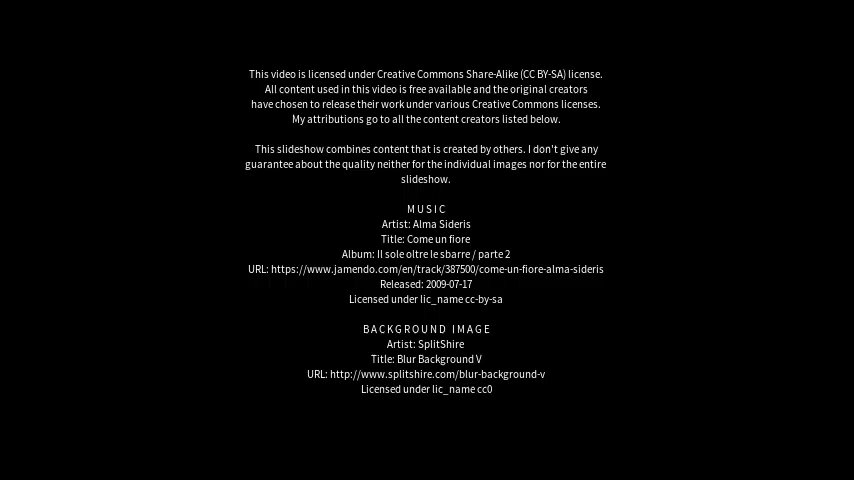 This video is licensed under Creative Commons Share-Alike (CC BY-SA) license.
All content used in this video is free available and the original creators
have chosen to release their work under various Creative Commons licenses.
My attributions go to all the content creators listed below.
This slideshow combines content that is created by others. I don't give any
guarantee about the quality neither for the individual images nor for the entire
slideshow.
MUSIC
Artist: Alma Sideris
Title: Come un fiore
Album: Il sole oltre le sbarre / parte 2
URL: https://www.jamendo.com/en/track/387500/come-un-fiore-alma-sideris
Released: 2009-07-17
Licensed under lic_name cc-by-sa
BACKGROUND IMAGE
Artist: SplitShire
Title: Blur Background V
URL: http://www.splitshire.com/blur-background-v
Licensed under lic_name cc0